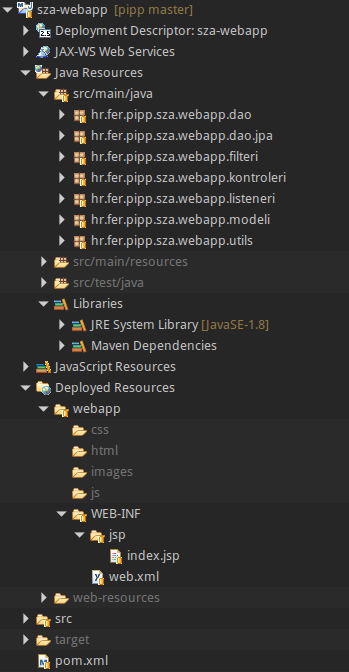 sza-webapp [pipp master]
Deployment Descriptor: sza-webapp
JAX-WS Web Services
Java Resources
src/main/java
hr.fer.pipp.sza.webapp.dao
hr.fer.pipp.sza.webapp.dao.jpa
hr.fer.pipp.sza.webapp.filteri
hr.fer.pipp.sza.webapp.kontroleri
hr.fer.pipp.sza.webapp.listeneri
hr.fer.pipp.sza.webapp.modeli
hr.fer.pipp.sza.webapp.utils
src/main/resources
src/test/java
Libraries
JRE System Library [JavaSE-1.8]
Maven Dependencies
JavaScript Resources
Deployed Resources
webapp
css
html
images
js
WEB-INF
jsp
index.jsp
web.xml
web-resources
src
target
pom.xml